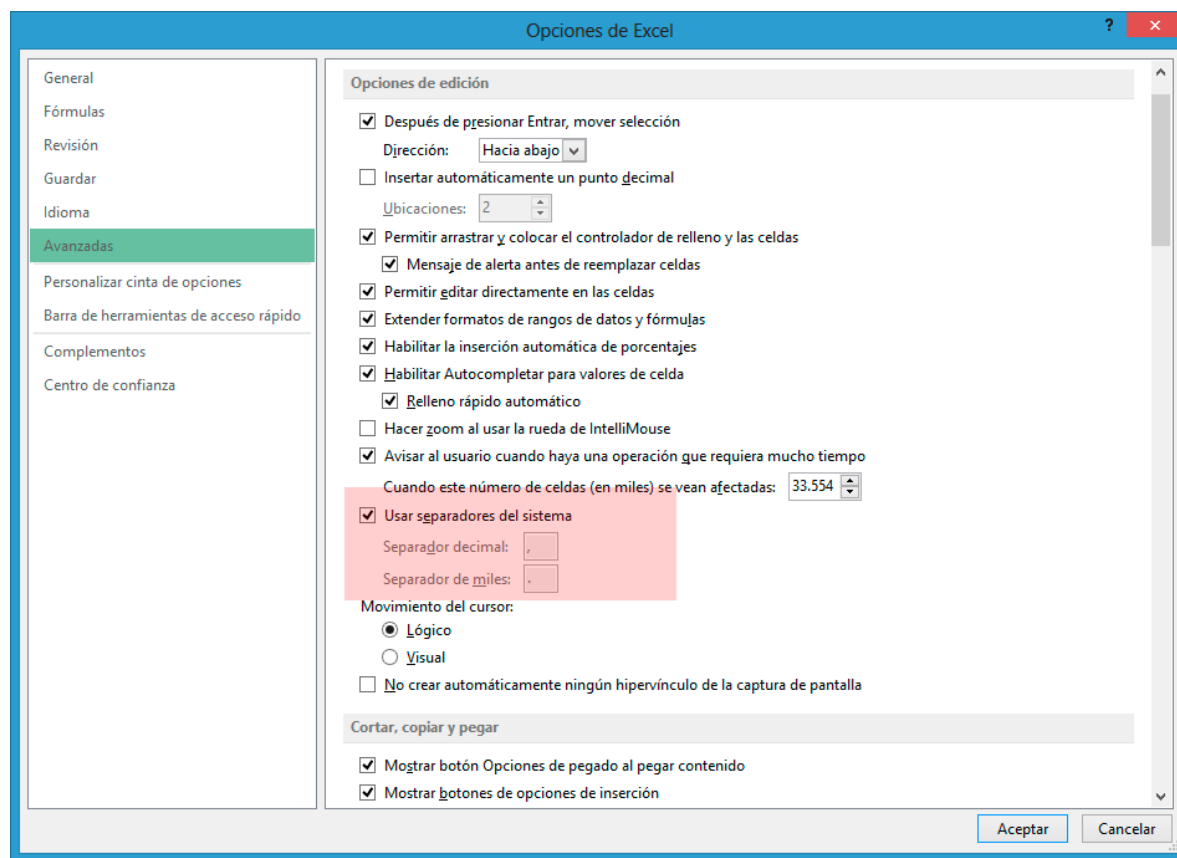 Opciones de Excel
?
General
Fórmulas
Revisión
Guardar
Idioma
Avanzadas
Personalizar cinta de opciones
Barra de herramientas de acceso rápido
Complementos
Centro de confianza
Opciones de edición
Después de presionar Entrar, mover selección
Dirección: Hacia abajo
Insertar automáticamente un punto decimal
Ubicaciones: 2
Permitir arrastrar y colocar el controlador de relleno y las celdas
Mensaje de alerta antes de reemplazar celdas
Permitir editar directamente en las celdas
Extender formatos de rangos de datos y fórmulas
Habilitar la inserción automática de porcentajes
Habilitar Autocompletar para valores de celda
Relleno rápido automático
Hacer zoom al usar la rueda de IntelliMouse
Avisar al usuario cuando haya una operación que requiera mucho tiempo
Cuando este número de celdas (en miles) se vean afectadas: 33.554
Usar separadores del sistema
Separador decimal: ,
Separador de miles: .
Movimiento del cursor:
Lógico
Visual
No crear automáticamente ningún hipervínculo de la captura de pantalla
Cortar, copiar y pegar
Mostrar botón Opciones de pegado al pegar contenido
Mostrar botones de opciones de inserción
Aceptar Cancelar